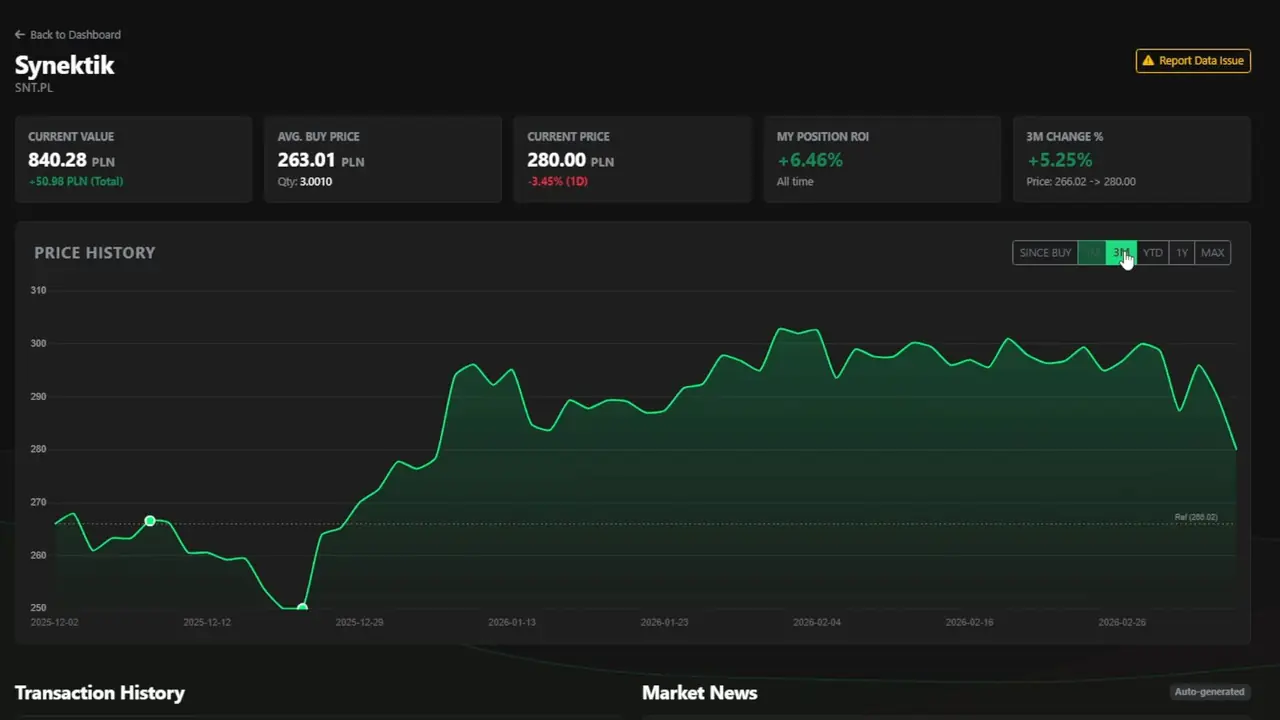 Back to Dashboard
Synektik
SNT.PL
Report Data Issue
CURRENT VALUE
840.28 PLN
+50.98 PLN (Total)
AVG. BUY PRICE
263.01 PLN
Qty: 3.0010
CURRENT PRICE
280.00 PLN
-3.45% (1D)
MY POSITION ROI
+6.46%
All time
3M CHANGE %
+5.25%
Price: 266.02 -> 280.00
PRICE HISTORY
SINCE BUY 3M YTD 1Y MAX
310
300
290
280
270
260
250
Ref (266.02)
2025-12-02 2025-12-12 2025-12-29 2026-01-13 2026-01-23 2026-02-04 2026-02-16 2026-02-26
Transaction History
Market News
Auto-generated